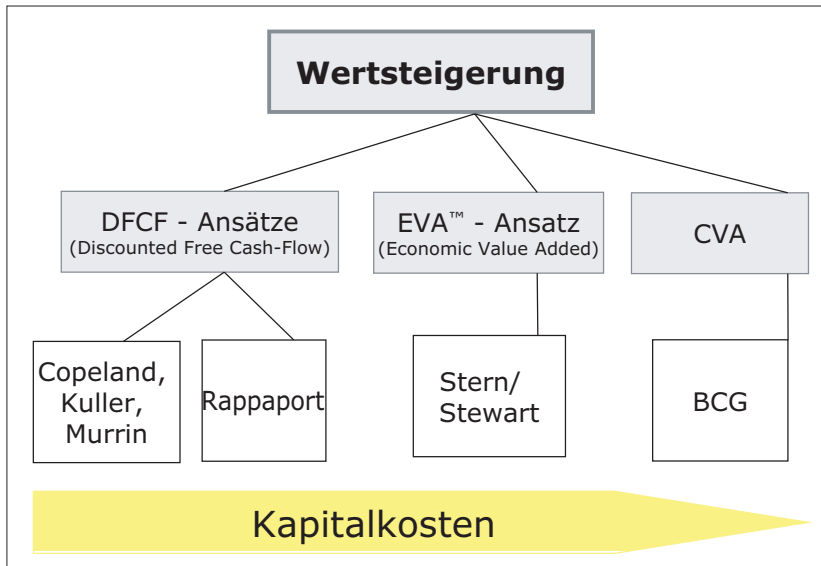 Wertsteigerung
DFCF - Ansätze
(Discounted Free Cash-Flow)
EVA™ - Ansatz
(Economic Value Added)
CVA
Copeland,
Kuller,
Murrin
Rappaport
Stern/
Stewart
BCG
Kapitalkosten